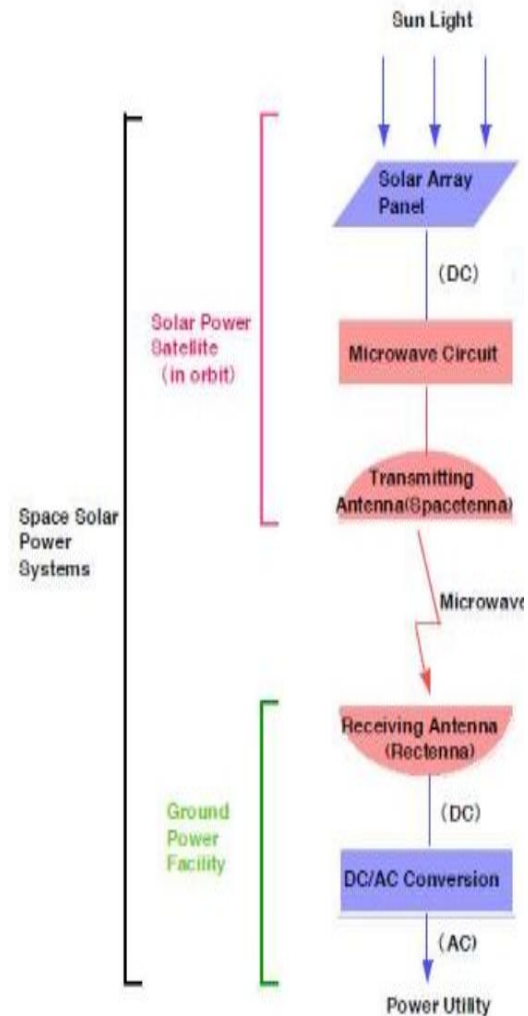 Sun Light
Solar Array
Panel
(DC)
Microwave Circuit
Solar Power
Satellite
(in orbit)
Transmitting
Antenna(Spacetenna)
Space Solar
Power
Systems
Microwave
Receiving Antenna
(Rectenna)
(DC)
Ground
Power
Facility
DC/AC Conversion
(AC)
Power Utility